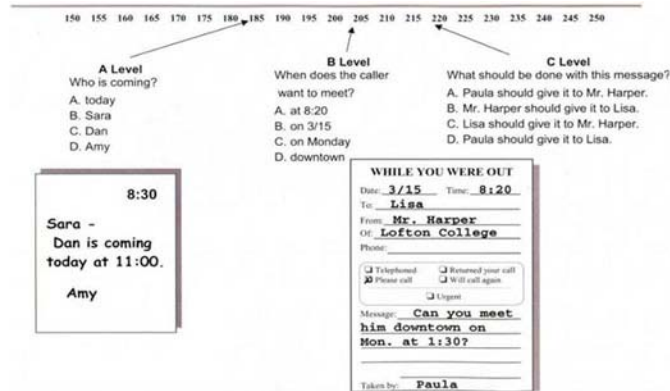 150 155 160 165 170 175 180 185 190 195 200 205 210 215 220 225 230 235 240 245 250
A Level
Who is coming?
A. today
B. Sara
C. Dan
D. Amy
B Level
When does the caller
want to meet?
A. at 8:20
B. on 3/15
C. on Monday
D. downtown
C Level
What should be done with this message?
A. Paula should give it to Mr. Harper.
B. Mr. Harper should give it to Lisa.
C. Lisa should give it to Mr. Harper.
D. Paula should give it to Lisa.
8:30
Sara -
Dan is coming
today at 11:00.
Amy
WHILE YOU WERE OUT
Date: 3/15 Time: 8:20
To: Lisa
From: Mr. Harper
Of: Lofton College
Phone:
Telephoned Returned your call
Please call Will call again
Urgent
Message: Can you meet
him downtown on
Mon. at 1:30?
Taken by: Paula